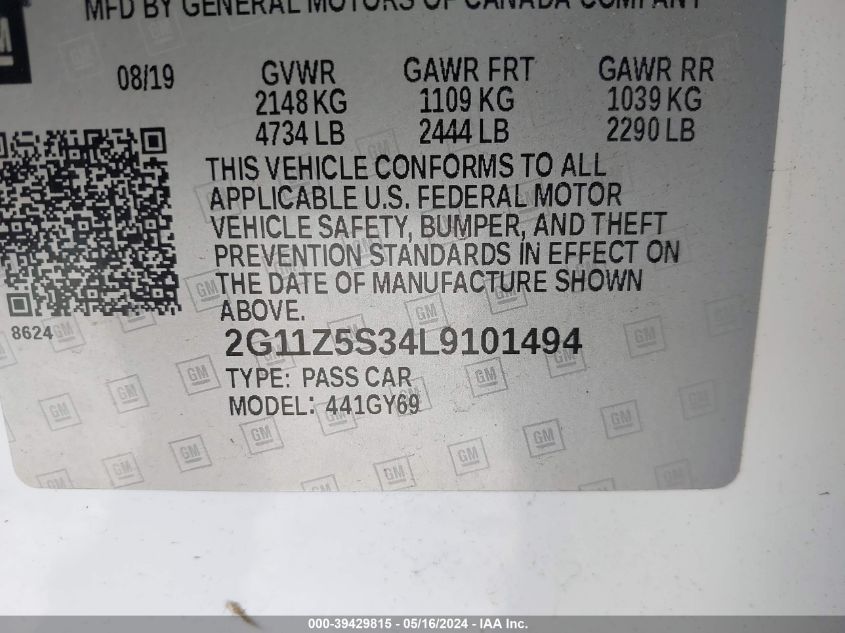 MFD BY GENERAL MOTORS OF CANADA COMPANY
GM
08/19 GVWR GAWR FRT GAWR RR
2148 KG 1109 KG 1039 KG
4734 LB 2444 LB 2290 LB
THIS VEHICLE CONFORMS TO ALL
APPLICABLE U.S. FEDERAL MOTOR
VEHICLE SAFETY, BUMPER, AND THEFT
PREVENTION STANDARDS IN EFFECT ON
THE DATE OF MANUFACTURE SHOWN
ABOVE.
8624
2G11Z5S34L9101494
TYPE: PASS CAR
MODEL: 441GY69
000-39429815 - 05/16/2024 - IAA Inc.